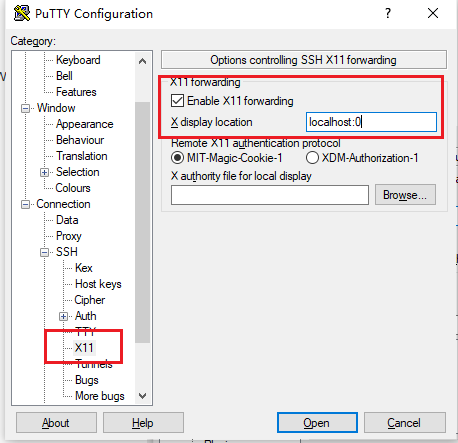 PuTTY Configuration
?
Category:
Keyboard
Bell
Features
Window
Appearance
Behaviour
Translation
Selection
Colours
Connection
Data
Proxy
SSH
Kex
Host keys
Cipher
Auth
TTY
X11
Tunnels
Bugs
More bugs
Options controlling SSH X11 forwarding
X11 forwarding
Enable X11 forwarding
X display location
localhost:0
Remote X11 authentication protocol
MIT-Magic-Cookie-1
XDM-Authorization-1
X authority file for local display
Browse...
About
Help
Open
Cancel